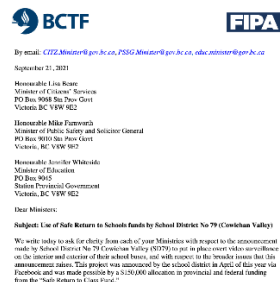 BCTF
FIPA
By email: CITZ.Minister@gov.bc.ca, PSSG.Minister@gov.bc.ca, educ.minister@gov.bc.ca
September 21, 2021
Honourable Lisa Beare
Minister of Citizens' Services
PO Box 9068 Stn Prov Govt
Victoria BC V8W 9E2
Honourable Mike Farnworth
Minister of Public Safety and Solicitor General
PO Box 9010 Stn Prov Govt
Victoria, BC V8W 9E2
Honourable Jennifer Whiteside
Minister of Education
PO Box 9045
Station Provincial Government
Victoria, BC V8W 9E2
Dear Ministers:
Subject: Use of Safe Return to Schools funds by School District No 79 (Cowichan Valley)
We write today to ask for clarity from each of your Ministries with respect to the announcement
made by School District No 79 Cowichan Valley (SD79) to put in place overt video surveillance
on the interior and exterior of their school buses, and with respect to the broader issues that this
announcement raises. This project was announced by the school district in April of this year via
Facebook and was made possible by a $150,000 allocation in provincial and federal funding
from the "Safe Return to Class Fund."